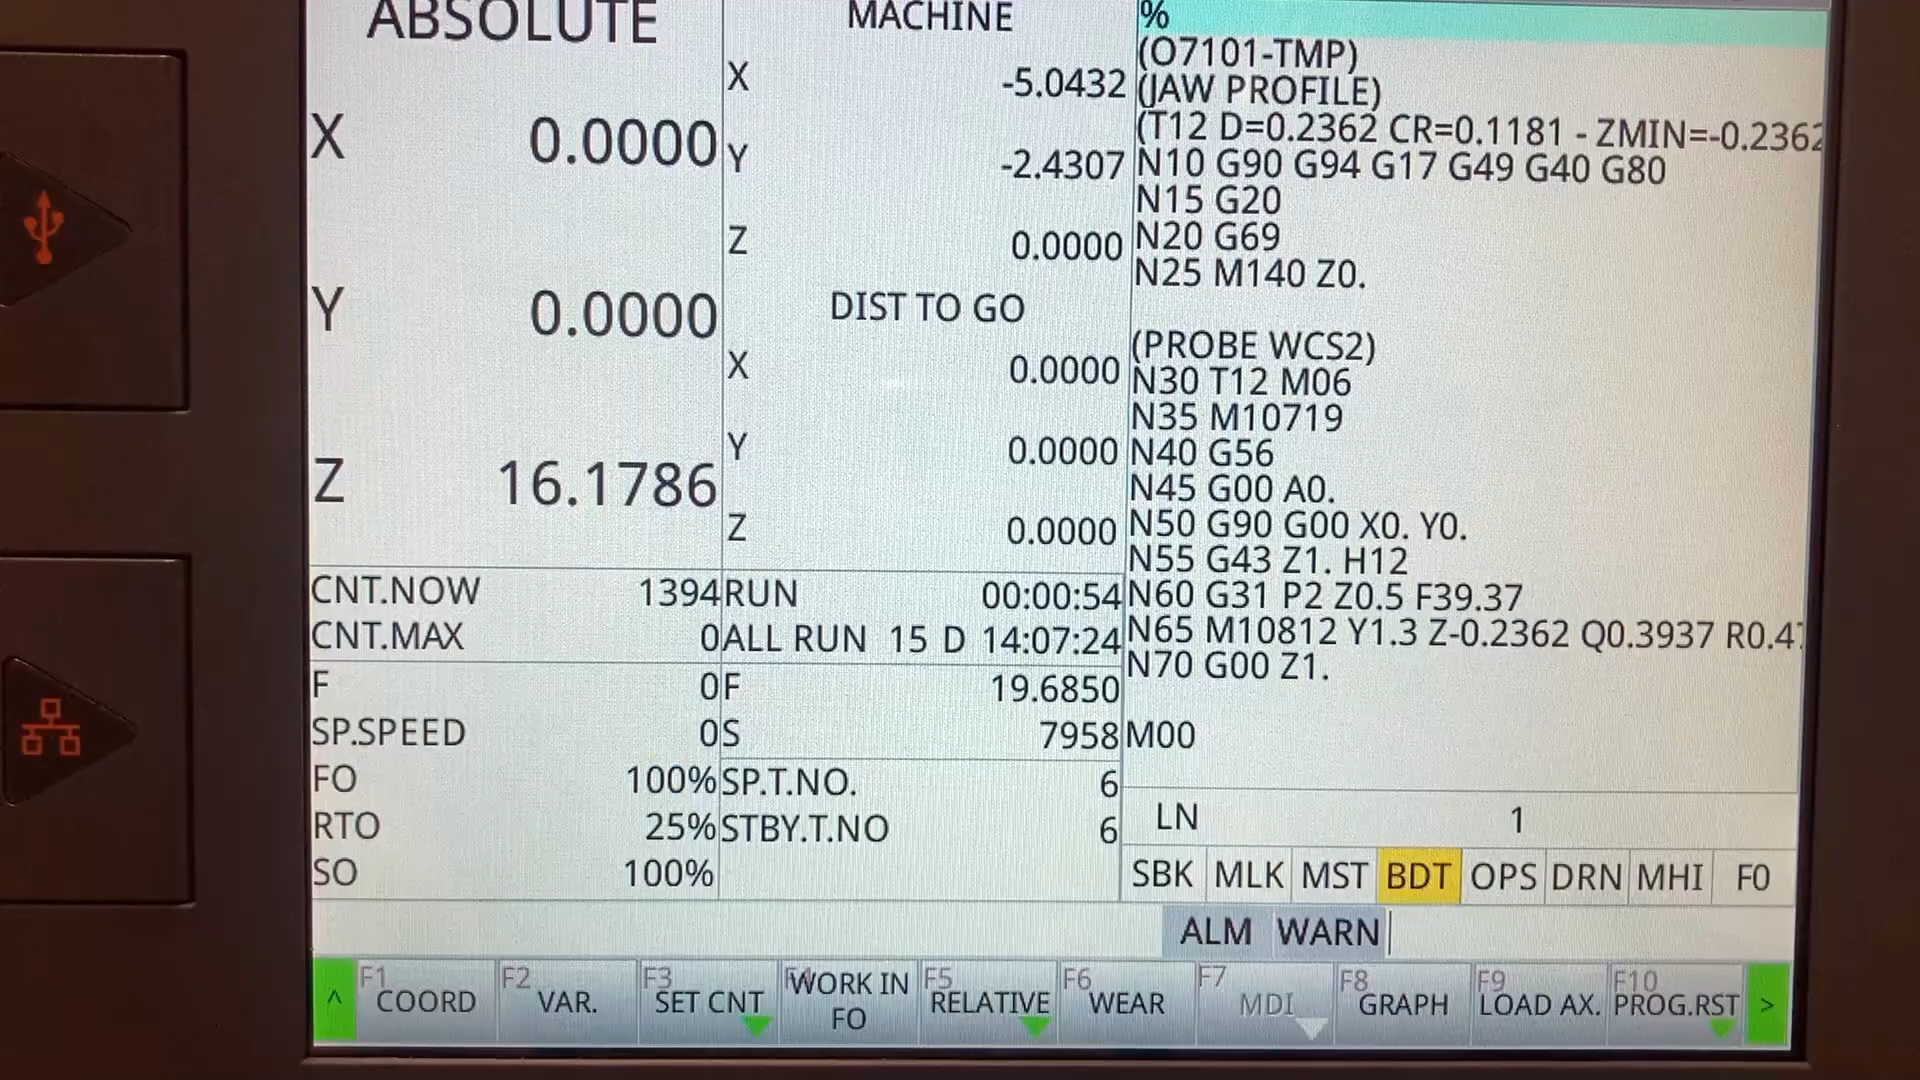 ABSOLUTE
X 0.0000
Y 0.0000
Z 16.1786
MACHINE
X -5.0432
Y -2.4307
Z 0.0000
DIST TO GO
X 0.0000
Y 0.0000
Z 0.0000
CNT.NOW 1394
CNT.MAX 0
RUN 00:00:54
ALL RUN 15 D 14:07:24
F 0
SP.SPEED 0
FO 100%
RTO 25%
SO 100%
F 19.6850
S 7958
SP.T.NO. 6
STBY.T.NO 6
%
(O7101-TMP)
(JAW PROFILE)
(T12 D=0.2362 CR=0.1181 - ZMIN=-0.2362
N10 G90 G94 G17 G49 G40 G80
N15 G20
N20 G69
N25 M140 Z0.
(PROBE WCS2)
N30 T12 M06
N35 M10719
N40 G56
N45 G00 A0.
N50 G90 G00 X0. Y0.
N55 G43 Z1. H12
N60 G31 P2 Z0.5 F39.37
N65 M10812 Y1.3 Z-0.2362 Q0.3937 R0.4
N70 G00 Z1.
M00
LN 1
SBK MLK MST BDT OPS DRN MHI F0
ALM WARN
^
F1 COORD
F2 VAR.
F3 SET CNT
F4 WORK IN
FO
F5 RELATIVE
F6 WEAR
F7 MDI
F8 GRAPH
F9 LOAD AX.
F10 PROG.RST
>